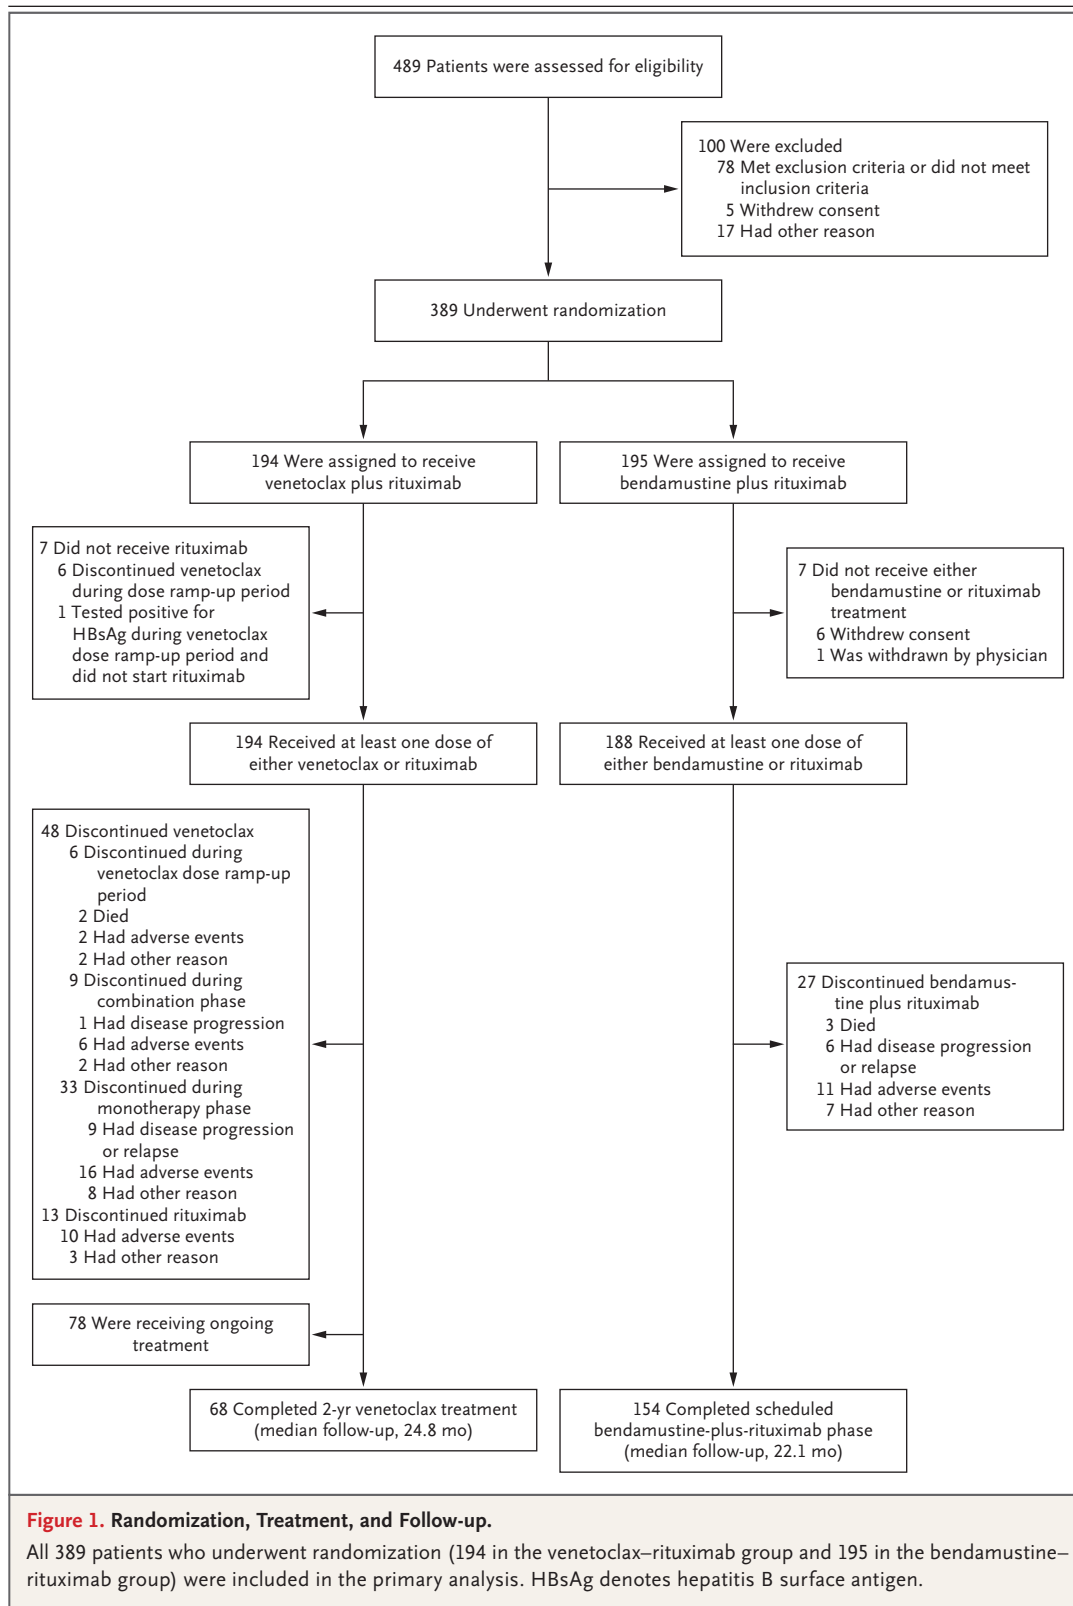 489 Patients were assessed for eligibility
100 Were excluded
78 Met exclusion criteria or did not meet
inclusion criteria
5 Withdrew consent
17 Had other reason
389 Underwent randomization
194 Were assigned to receive
venetoclax plus rituximab
195 Were assigned to receive
bendamustine plus rituximab
7 Did not receive rituximab
6 Discontinued venetoclax
during dose ramp-up period
1 Tested positive for
HBsAg during venetoclax
dose ramp-up period and
did not start rituximab
7 Did not receive either
bendamustine or rituximab
treatment
6 Withdrew consent
1 Was withdrawn by physician
194 Received at least one dose of
either venetoclax or rituximab
188 Received at least one dose of
either bendamustine or rituximab
48 Discontinued venetoclax
6 Discontinued during
venetoclax dose ramp-up
period
2 Died
2 Had adverse events
2 Had other reason
9 Discontinued during
combination phase
1 Had disease progression
6 Had adverse events
2 Had other reason
33 Discontinued during
monotherapy phase
9 Had disease progression
or relapse
16 Had adverse events
8 Had other reason
13 Discontinued rituximab
10 Had adverse events
3 Had other reason
27 Discontinued bendamus-
tine plus rituximab
3 Died
6 Had disease progression
or relapse
11 Had adverse events
7 Had other reason
78 Were receiving ongoing
treatment
68 Completed 2-yr venetoclax treatment
(median follow-up, 24.8 mo)
154 Completed scheduled
bendamustine-plus-rituximab phase
(median follow-up, 22.1 mo)
Figure 1. Randomization, Treatment, and Follow-up.
All 389 patients who underwent randomization (194 in the venetoclax–rituximab group and 195 in the bendamustine–
rituximab group) were included in the primary analysis. HBsAg denotes hepatitis B surface antigen.